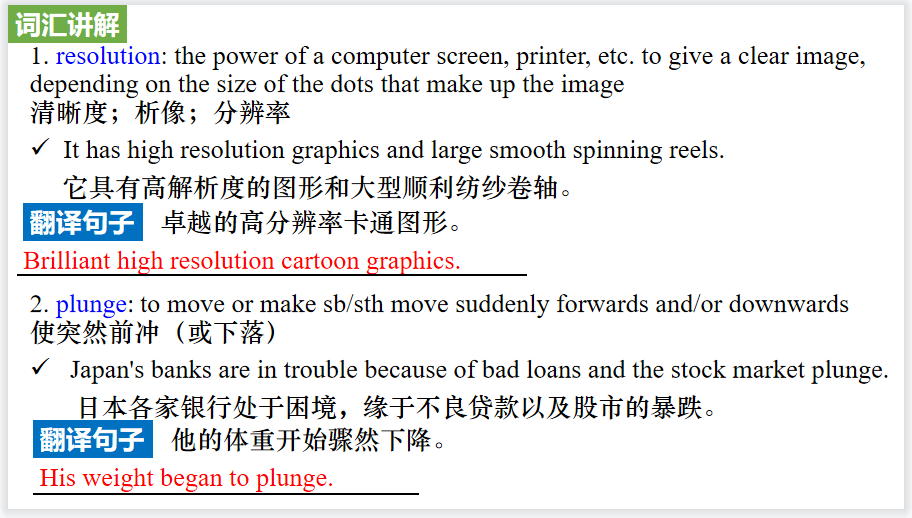 词汇讲解
1. resolution: the power of a computer screen, printer, etc. to give a clear image,
depending on the size of the dots that make up the image
清晰度；析像；分辨率
✓ It has high resolution graphics and large smooth spinning reels.
它具有高解析度的图形和大型顺利纺纱卷轴。
翻译句子 卓越的高分辨率卡通图形。
Brilliant high resolution cartoon graphics.
2. plunge: to move or make sb/sth move suddenly forwards and/or downwards
使突然前冲（或下落）
✓ Japan's banks are in trouble because of bad loans and the stock market plunge.
日本各家银行处于困境，缘于不良贷款以及股市的暴跌。
翻译句子 他的体重开始骤然下降。
His weight began to plunge.